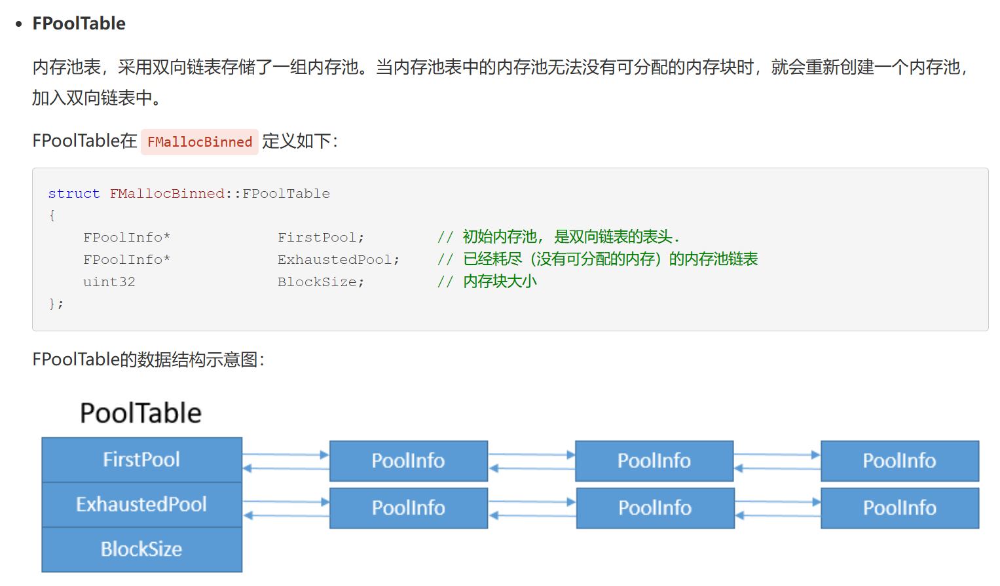 • FPoolTable
内存池表，采用双向链表存储了一组内存池。当内存池表中的内存池无法没有可分配的内存块时，就会重新创建一个内存池，
加入双向链表中。
FPoolTable在 FMallocBinned 定义如下：
struct FMallocBinned::FPoolTable
{
FPoolInfo* FirstPool; // 初始内存池, 是双向链表的表头.
FPoolInfo* ExhaustedPool; // 已经耗尽（没有可分配的内存）的内存池链表
uint32 BlockSize; // 内存块大小
};
FPoolTable的数据结构示意图：
PoolTable
FirstPool PoolInfo PoolInfo PoolInfo
ExhaustedPool PoolInfo PoolInfo PoolInfo
BlockSize